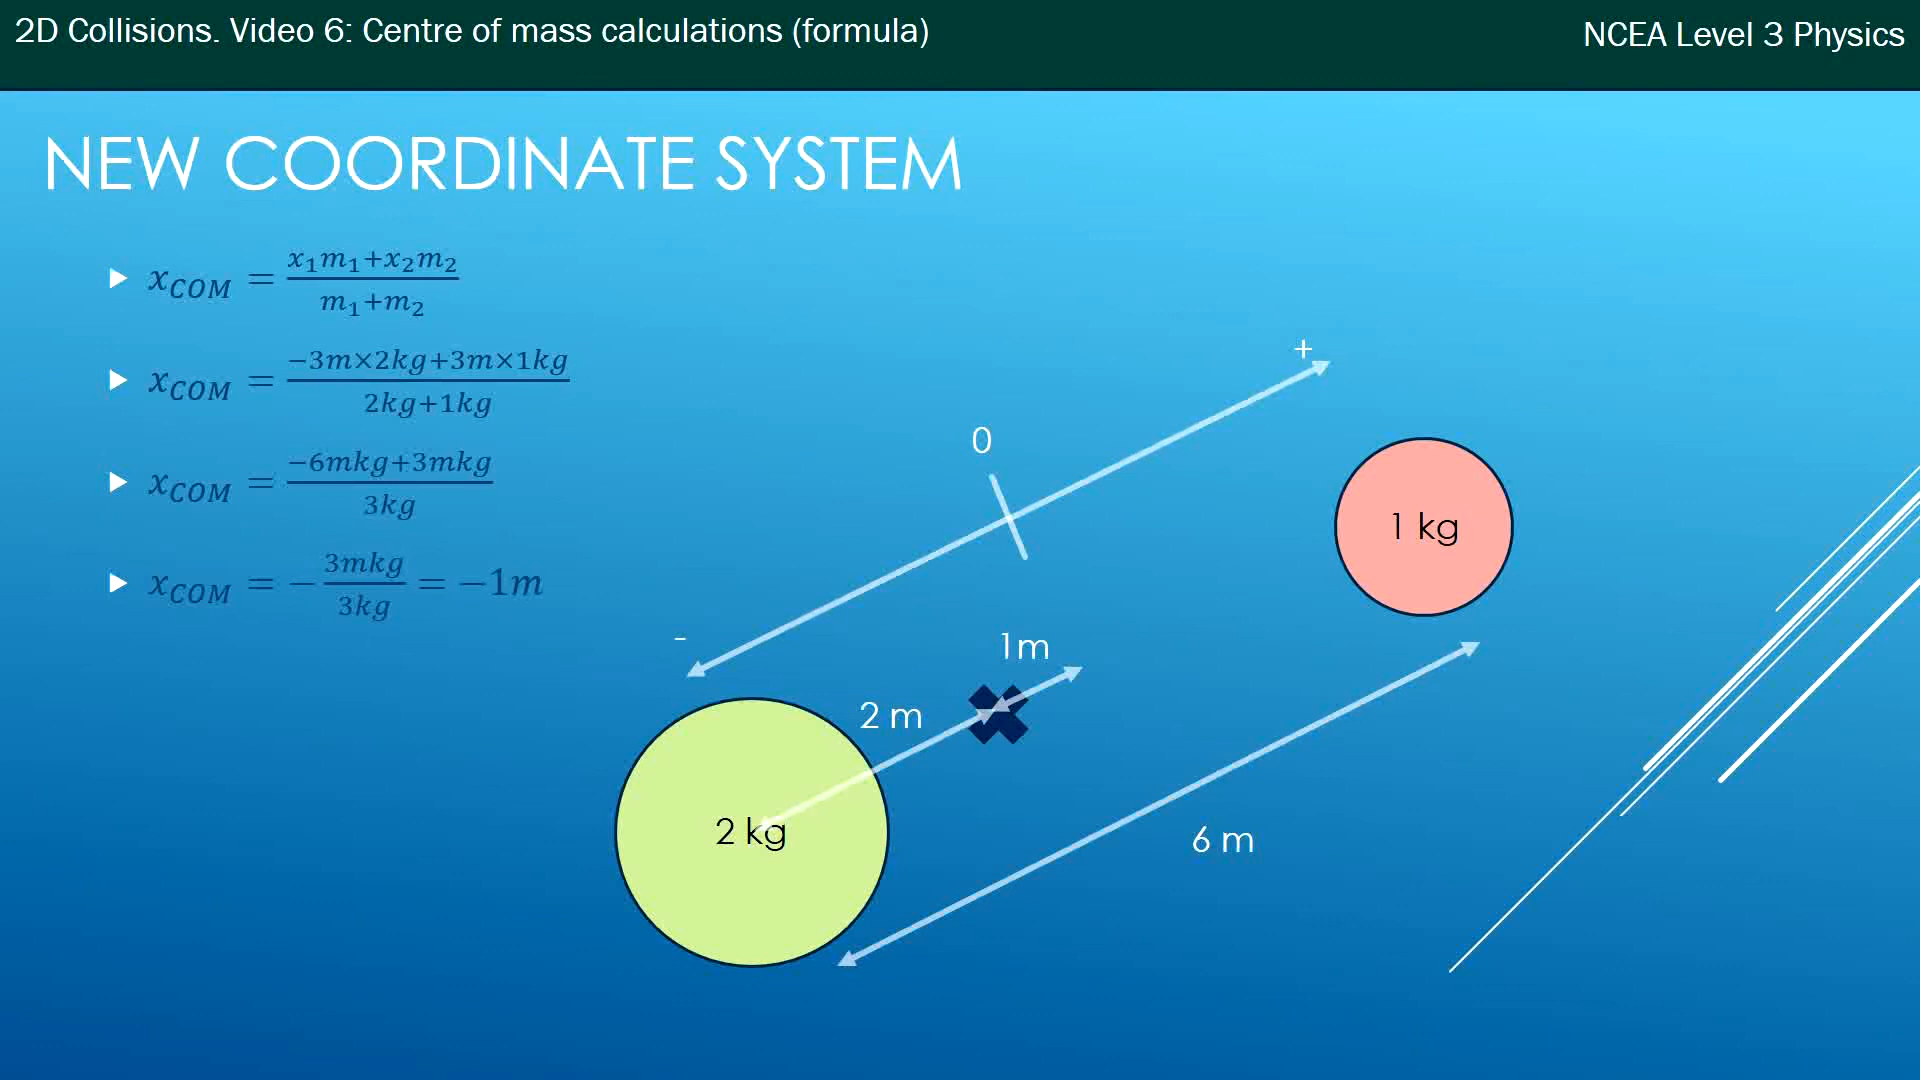 2D Collisions. Video 6: Centre of mass calculations (formula)
NCEA Level 3 Physics
NEW COORDINATE SYSTEM
x_COM = (x₁m₁+x₂m₂)/(m₁+m₂)
x_COM = (−3m×2kg+3m×1kg)/(2kg+1kg)
x_COM = (−6mkg+3mkg)/(3kg)
x_COM = −(3mkg)/(3kg) = −1m
+
0
1 kg
-
1m
2 m
2 kg
6 m